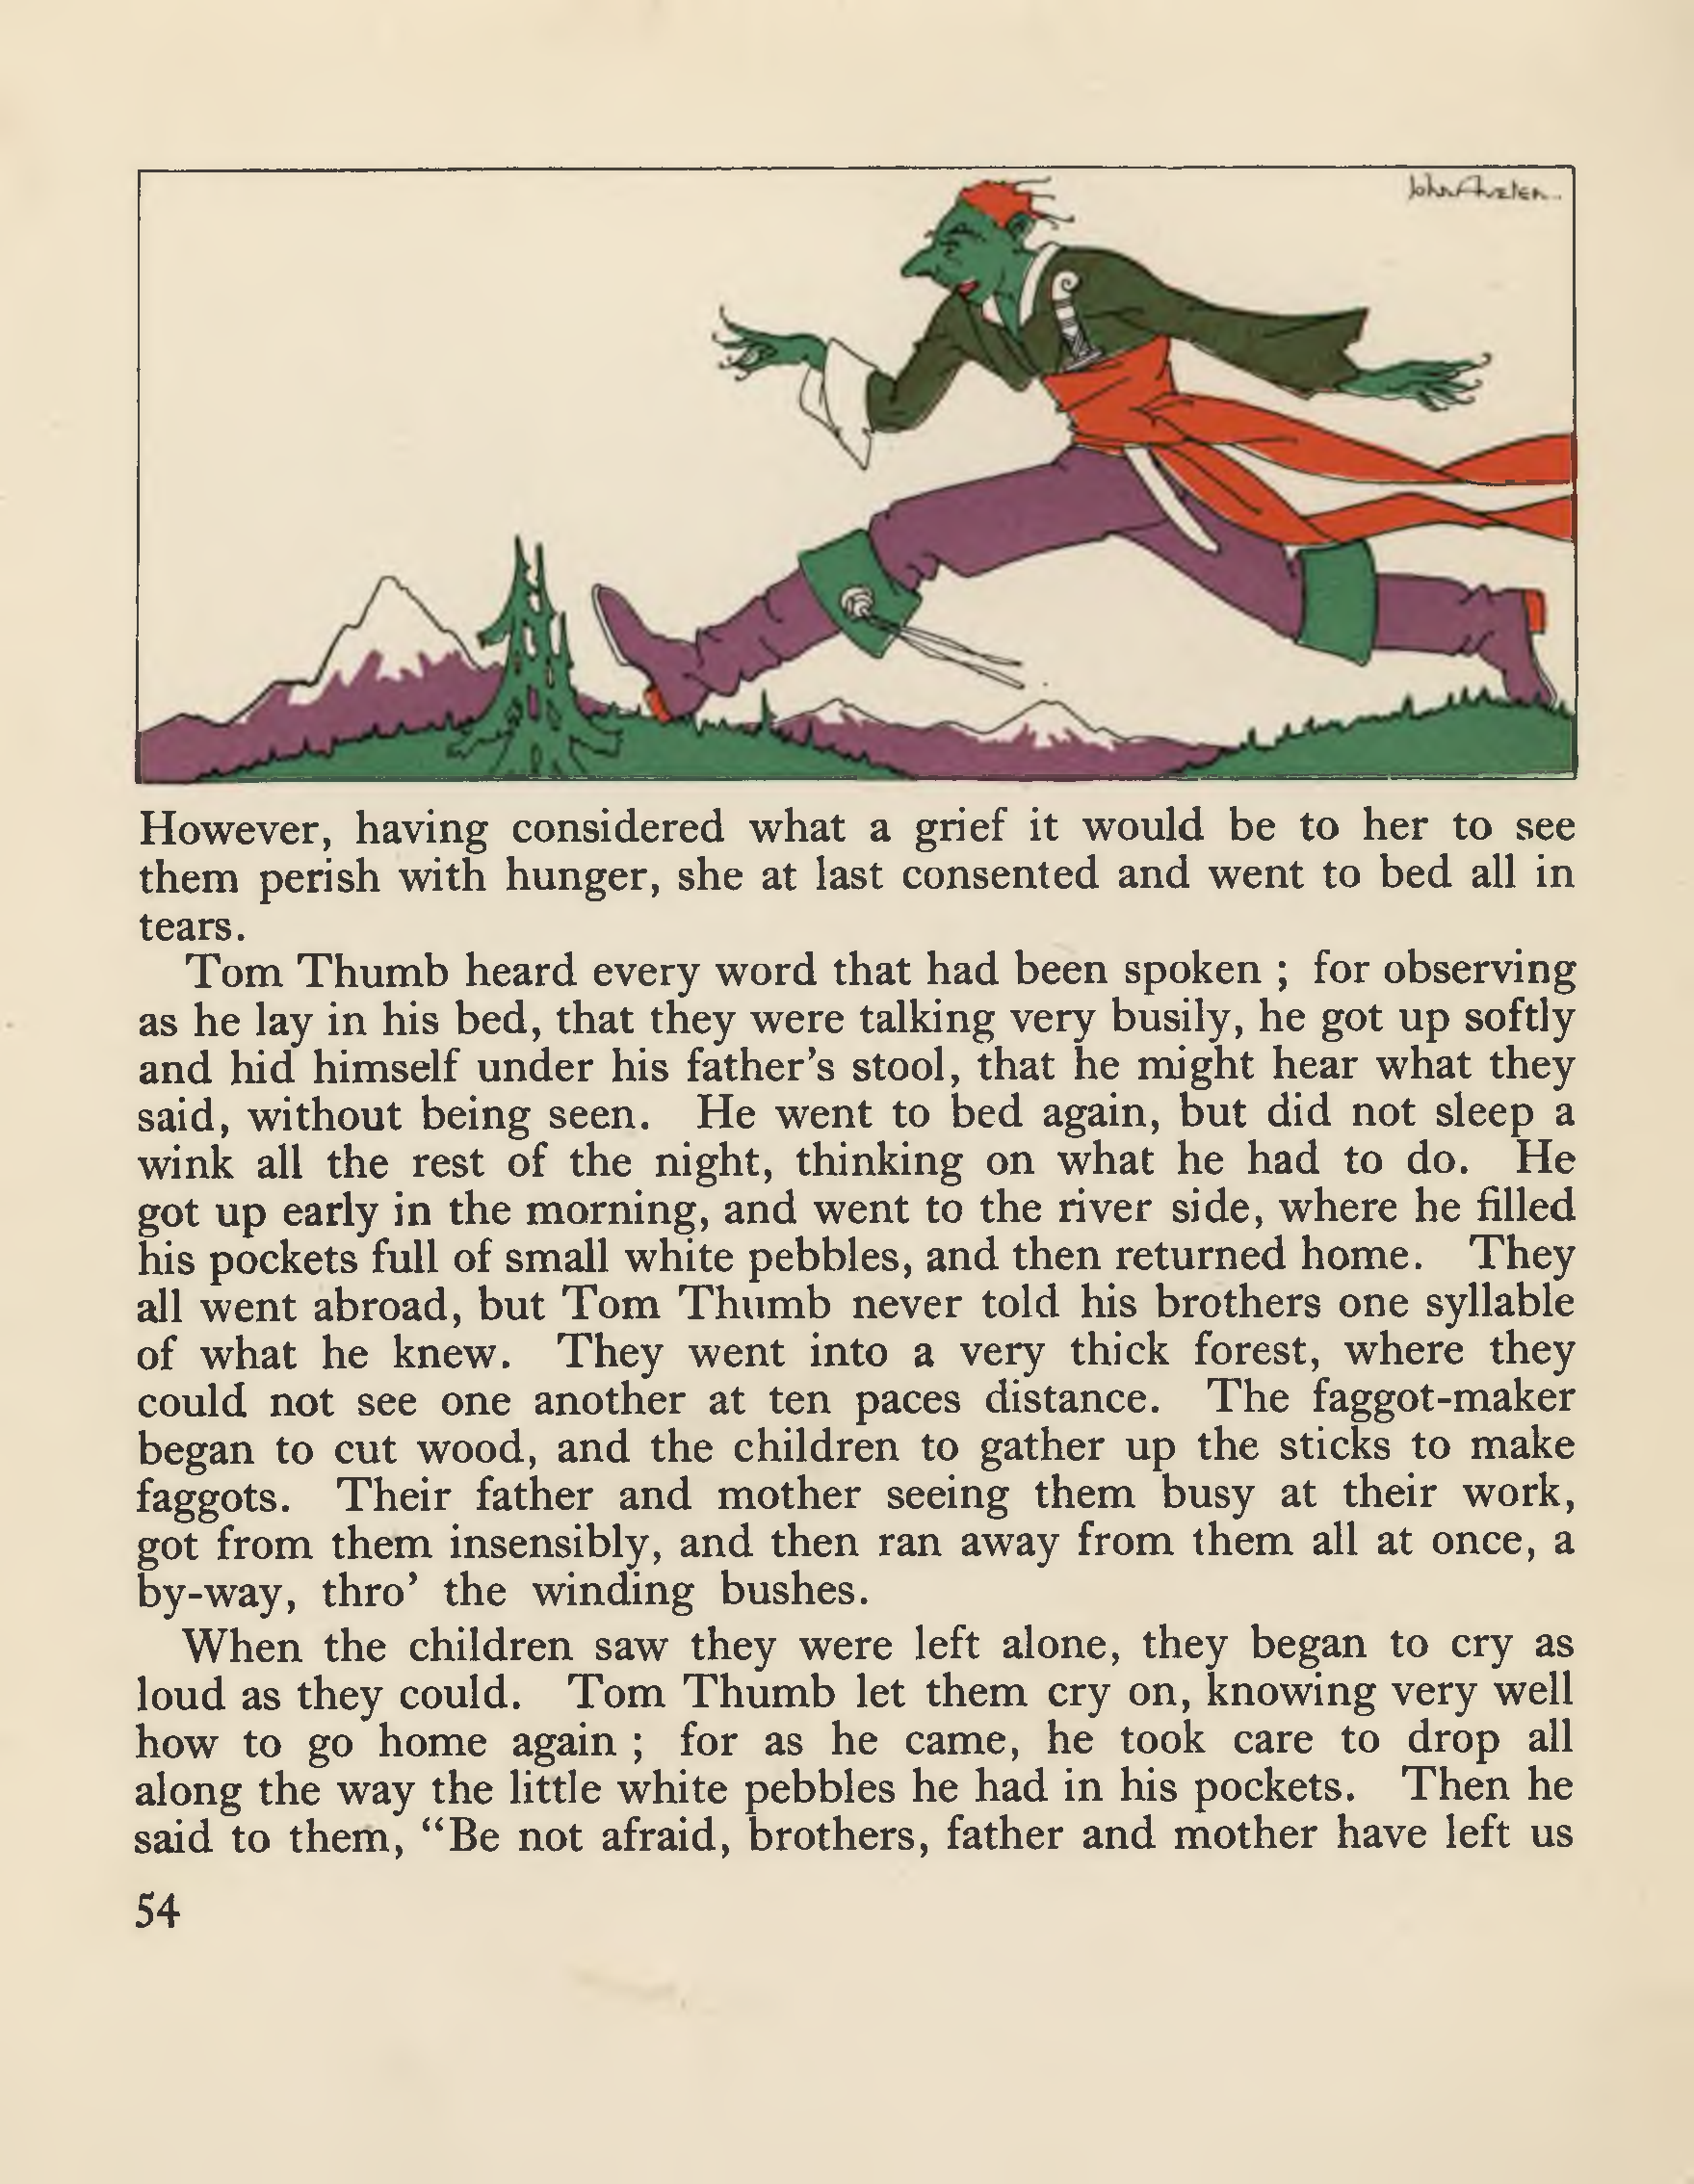 John Austen..
However, having considered what a grief it would be to her to see
them perish with hunger, she at last consented and went to bed all in
tears.
Tom Thumb heard every word that had been spoken ; for observing
as he lay in his bed, that they were talking very busily, he got up softly
and hid himself under his father's stool, that he might hear what they
said, without being seen. He went to bed again, but did not sleep a
wink all the rest of the night, thinking on what he had to do. He
got up early in the morning, and went to the river side, where he filled
his pockets full of small white pebbles, and then returned home. They
all went abroad, but Tom Thumb never told his brothers one syllable
of what he knew. They went into a very thick forest, where they
could not see one another at ten paces distance. The faggot-maker
began to cut wood, and the children to gather up the sticks to make
faggots. Their father and mother seeing them busy at their work,
got from them insensibly, and then ran away from them all at once, a
by-way, thro' the winding bushes.
When the children saw they were left alone, they began to cry as
loud as they could. Tom Thumb let them cry on, knowing very well
how to go home again ; for as he came, he took care to drop all
along the way the little white pebbles he had in his pockets. Then he
said to them, “Be not afraid, brothers, father and mother have left us
54